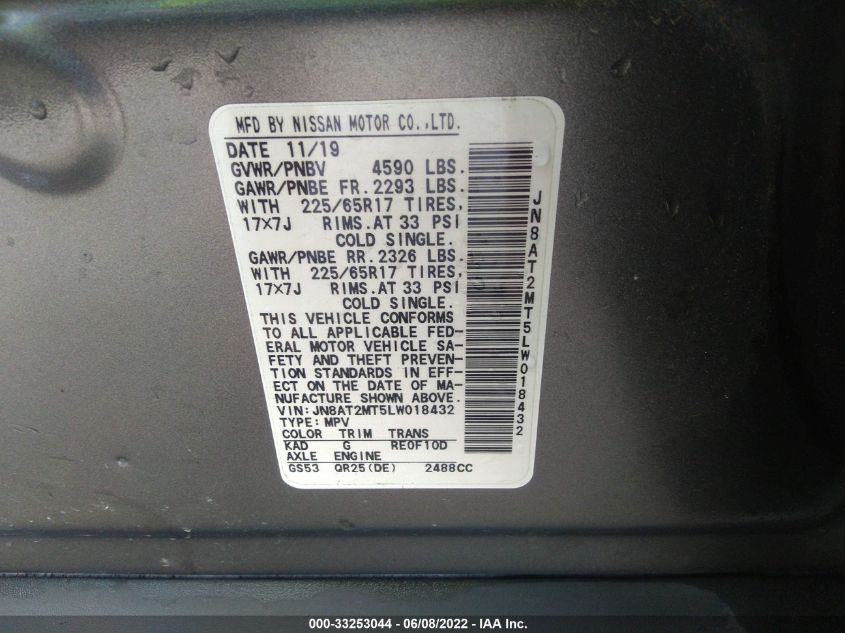 MFD BY NISSAN MOTOR CO.,LTD.
DATE 11/19
GVWR/PNBV 4590 LBS.
GAWR/PNBE FR.2293 LBS.
WITH 225/65R17 TIRES,
17X7J RIMS.AT 33 PSI
COLD SINGLE.
GAWR/PNBE RR.2326 LBS.
WITH 225/65R17 TIRES,
17X7J RIMS.AT 33 PSI
COLD SINGLE.
THIS VEHICLE CONFORMS
TO ALL APPLICABLE FED-
ERAL MOTOR VEHICLE SA-
FETY AND THEFT PREVEN-
TION STANDARDS IN EFF-
ECT ON THE DATE OF MA-
NUFACTURE SHOWN ABOVE.
VIN:JN8AT2MT5LW018432
TYPE:MPV
COLOR TRIM TRANS
KAD G RE0F10D
AXLE ENGINE
GS53 QR25(DE) 2488CC
JN8AT2MT5LW018432
000-33253044 - 06/08/2022 - IAA Inc.